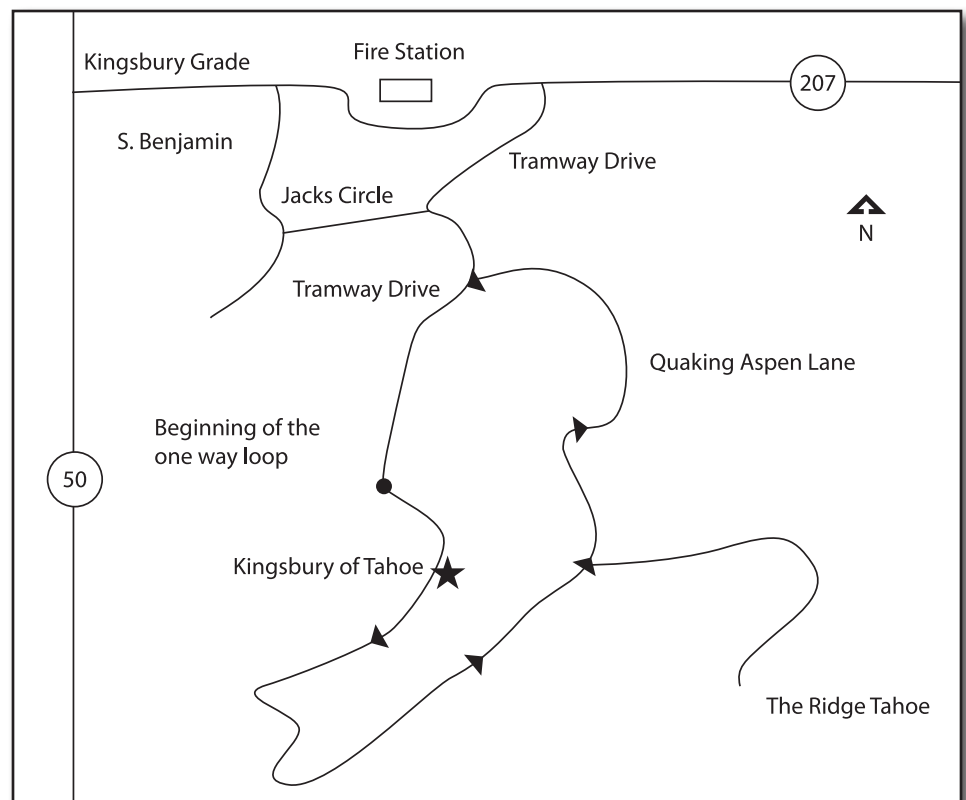 Fire Station
Kingsbury Grade
207
S. Benjamin
Tramway Drive
Jacks Circle
N
Tramway Drive
Quaking Aspen Lane
Beginning of the
one way loop
50
Kingsbury of Tahoe
The Ridge Tahoe